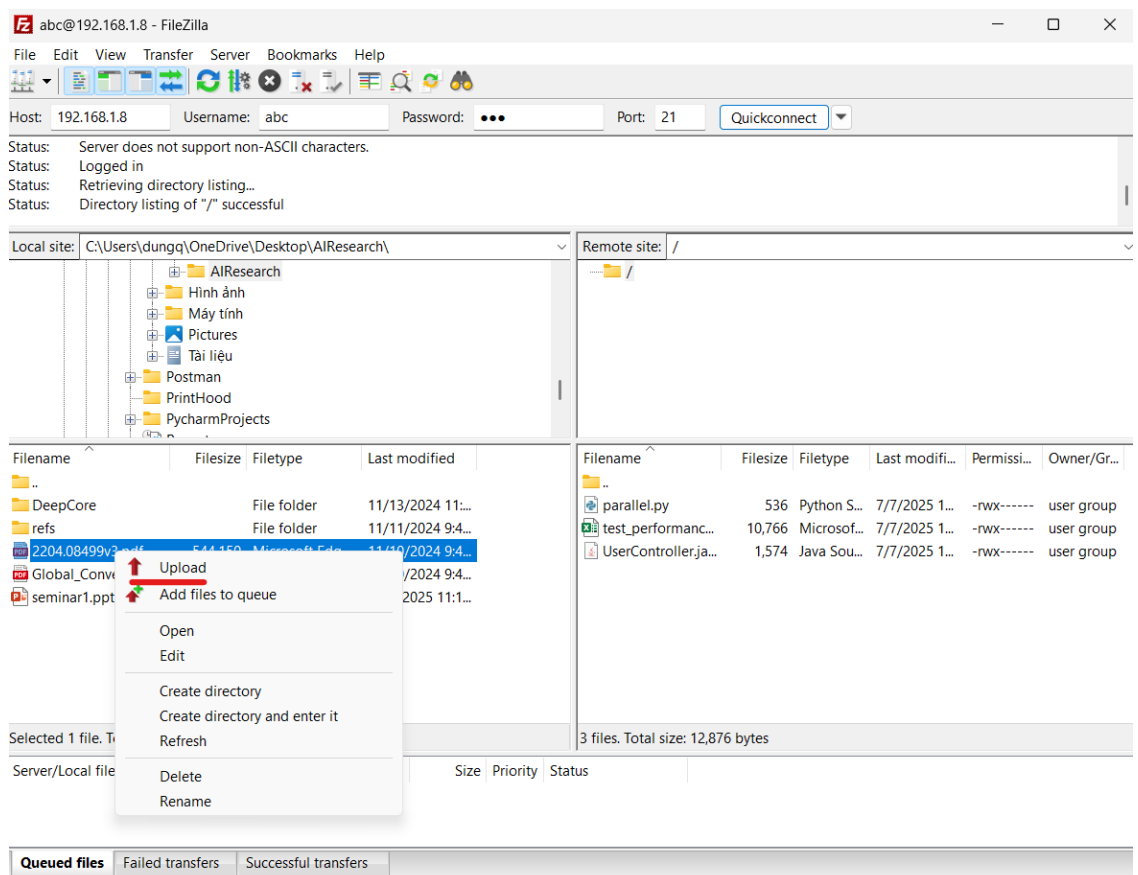 abc@192.168.1.8 - FileZilla
File Edit View Transfer Server Bookmarks Help
Host: 192.168.1.8 Username: abc Password: ●●● Port: 21 Quickconnect
Status: Server does not support non-ASCII characters.
Status: Logged in
Status: Retrieving directory listing...
Status: Directory listing of "/" successful
Local site: C:\Users\dungq\OneDrive\Desktop\AIResearch\
AIResearch
Hình ảnh
Máy tính
Pictures
Tài liệu
Postman
PrintHood
PycharmProjects
Remote site: /
/
Filename Filesize Filetype Last modified
..
DeepCore File folder 11/13/2024 11:...
refs File folder 11/11/2024 9:4...
2204.08499v3.pdf 544,150 Microsoft Edg... 11/10/2024 9:4...
Global_Conve /2024 9:4...
seminar1.ppt 2025 11:1...
Upload
Add files to queue
Open
Edit
Create directory
Create directory and enter it
Refresh
Delete
Rename
Selected 1 file.
Filename Filesize Filetype Last modifi... Permissi... Owner/Gr...
..
parallel.py 536 Python S... 7/7/2025 1... -rwx------ user group
test_performanc... 10,766 Microsof... 7/7/2025 1... -rwx------ user group
UserController.ja... 1,574 Java Sou... 7/7/2025 1... -rwx------ user group
3 files. Total size: 12,876 bytes
Server/Local file Size Priority Status
Queued files Failed transfers Successful transfers